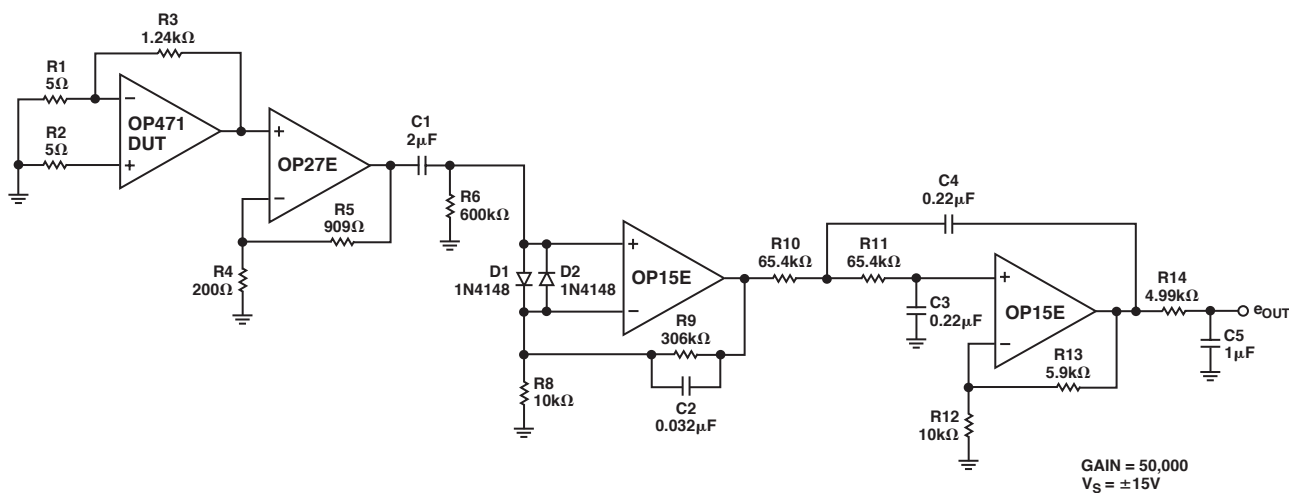 R3
1.24kΩ
R1
5Ω
−
OP471
DUT
R2
5Ω
+
+
OP27E
−
R5
909Ω
R4
200Ω
C1
2μF
R6
600kΩ
D1
1N4148
D2
1N4148
+
OP15E
−
R9
306kΩ
C2
0.032μF
R8
10kΩ
R10
65.4kΩ
R11
65.4kΩ
C4
0.22μF
C3
0.22μF
+
OP15E
−
R13
5.9kΩ
R12
10kΩ
R14
4.99kΩ
eOUT
C5
1μF
GAIN = 50,000
VS = ±15V